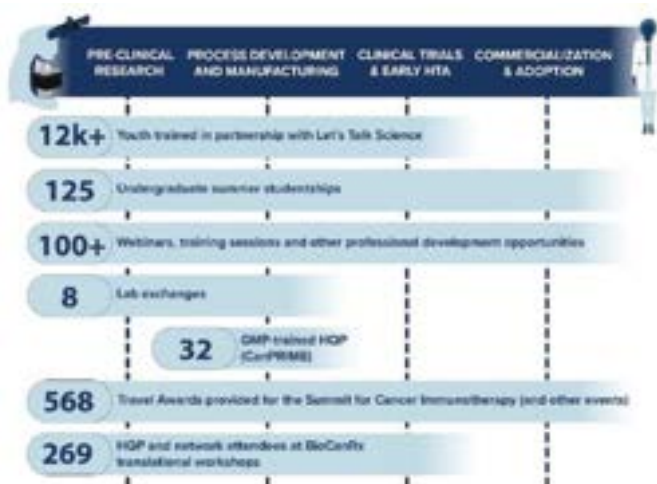 PRE-CLINICAL RESEARCH
PROCESS DEVELOPMENT AND MANUFACTURING
CLINICAL TRIALS & EARLY HTA
COMMERCIALIZATION & ADOPTION
12k+ Youth trained in partnership with Let's Talk Science
125 Undergraduate summer studentships
100+ Webinars, training sessions and other professional development opportunities
8 Lab exchanges
32 GMP-trained HQP
(CanPRIME)
568 Travel Awards provided for the Summit for Cancer Immunotherapy (and other events)
269 HQP and network attendees at BioCanRx
translational workshops